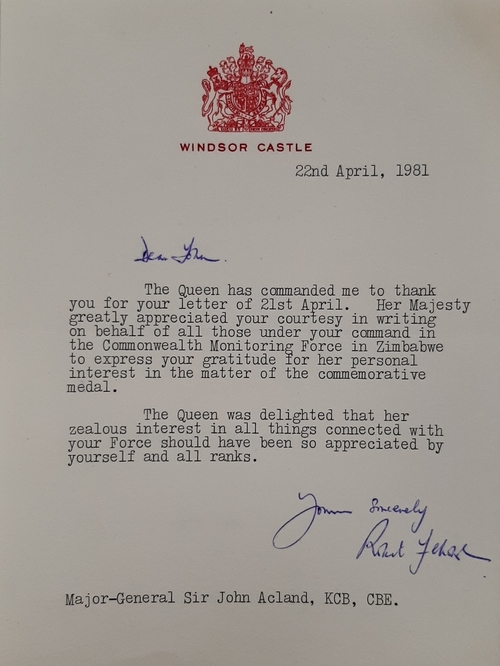 WINDSOR CASTLE
22nd April, 1981
Dear John.
The Queen has commanded me to thank
you for your letter of 21st April. Her Majesty
greatly appreciated your courtesy in writing
on behalf of all those under your command in
the Commonwealth Monitoring Force in Zimbabwe
to express your gratitude for her personal
interest in the matter of the commemorative
medal.
The Queen was delighted that her
zealous interest in all things connected with
your Force should have been so appreciated by
yourself and all ranks.
Yours sincerely
Robert
Major-General Sir John Acland, KCB, CBE.